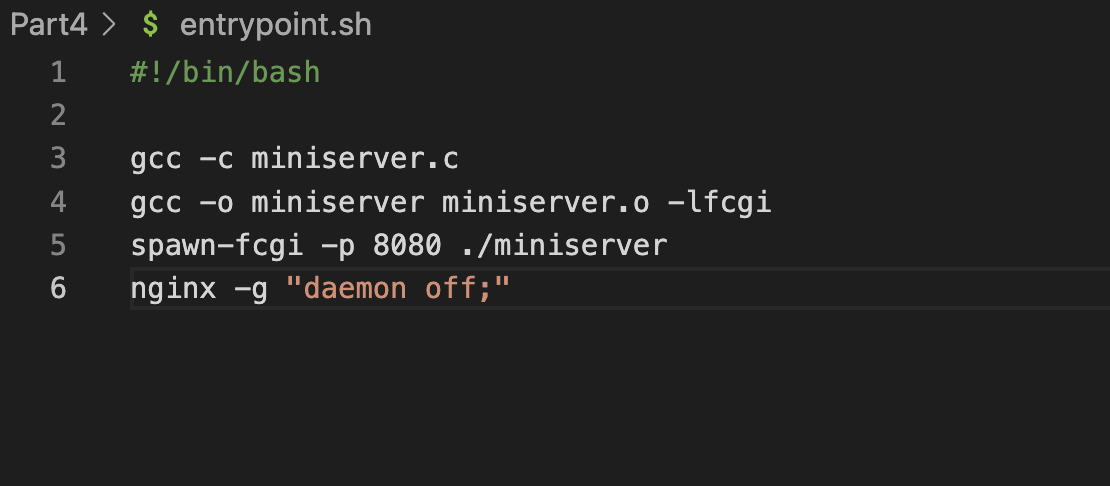 Part4 > $ entrypoint.sh
1 #!/bin/bash
2
3 gcc -c miniserver.c
4 gcc -o miniserver miniserver.o -lfcgi
5 spawn-fcgi -p 8080 ./miniserver
6 nginx -g "daemon off;"